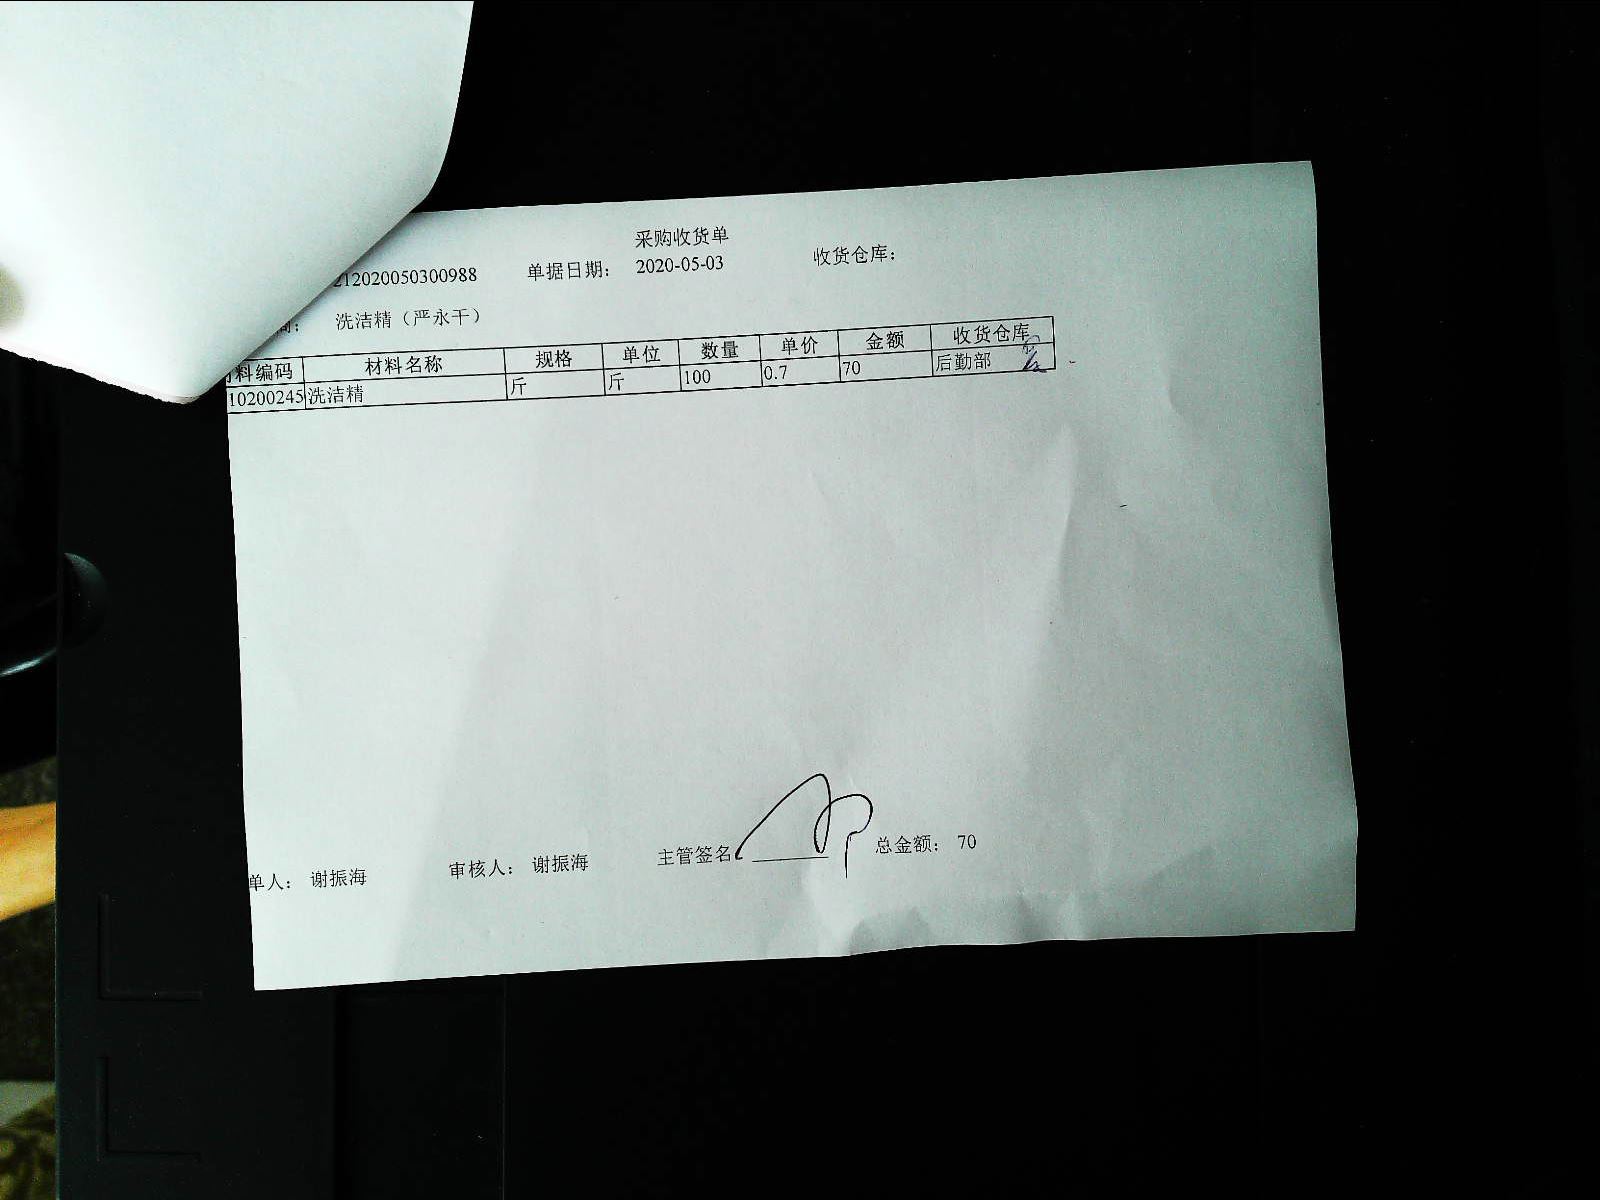 采购收货单
212020050300988 单据日期: 2020-05-03 收货仓库:
商: 洗洁精（严永干）
料编码 材料名称 规格 单位 数量 单价 金额 收货仓库
10200245 洗洁精 斤 斤 100 0.7 70 后勤部
单人: 谢振海 审核人: 谢振海 主管签名 总金额: 70